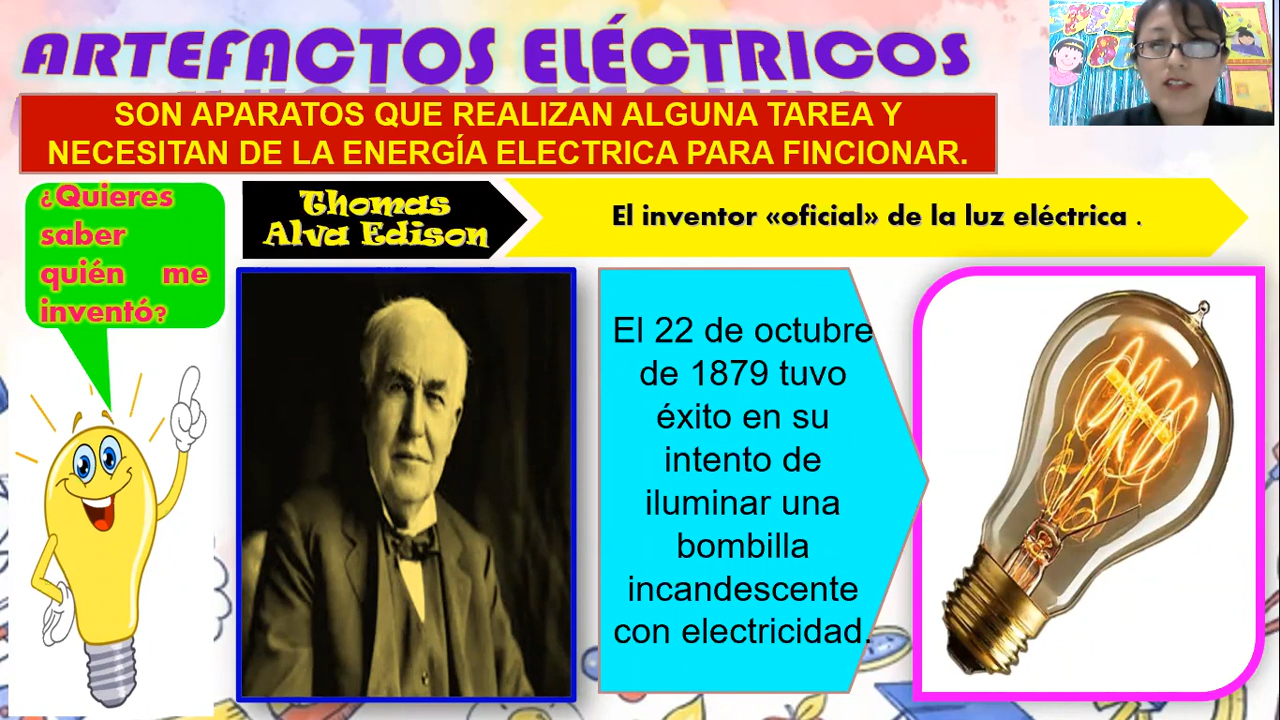 ARTEFACTOS ELÉCTRICOS
SON APARATOS QUE REALIZAN ALGUNA TAREA Y
NECESITAN DE LA ENERGÍA ELECTRICA PARA FINCIONAR.
¿Quieres
saber
quién me
inventó?
Thomas
Alva Edison
El inventor «oficial» de la luz eléctrica .
El 22 de octubre
de 1879 tuvo
éxito en su
intento de
iluminar una
bombilla
incandescente
con electricidad.